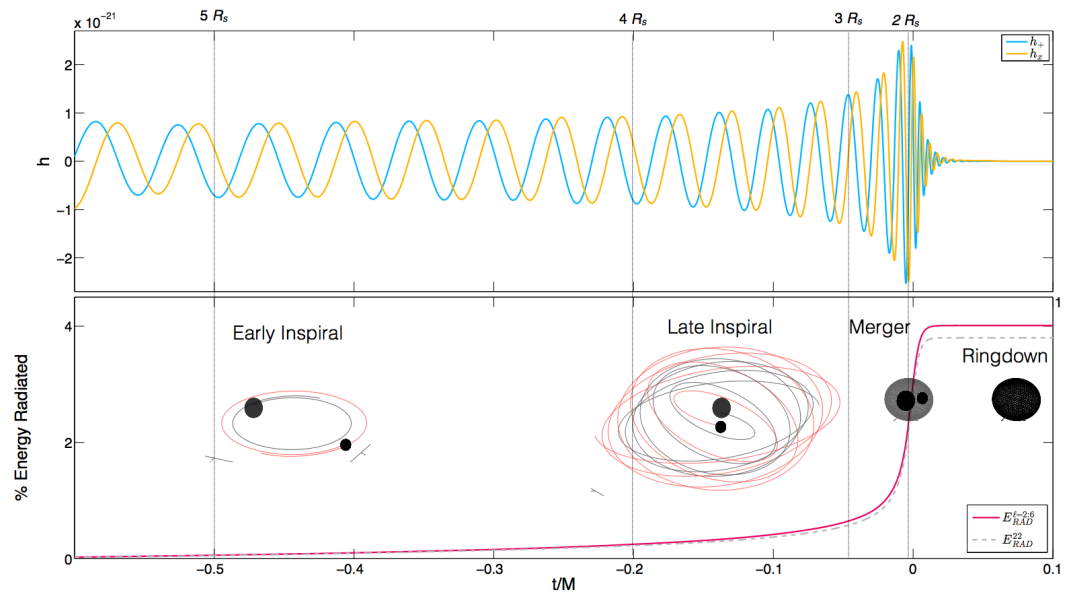 5 R_s 4 R_s 3 R_s 2 R_s
x 10^-21
h_+
h_x
2
1
0
−1
−2
h
1
Early Inspiral Late Inspiral Merger
Ringdown
4
2
0
% Energy Radiated
E_RAD^ℓ=2:6
E_RAD^22
−0.5 −0.4 −0.3 −0.2 −0.1 0 0.1
t/M